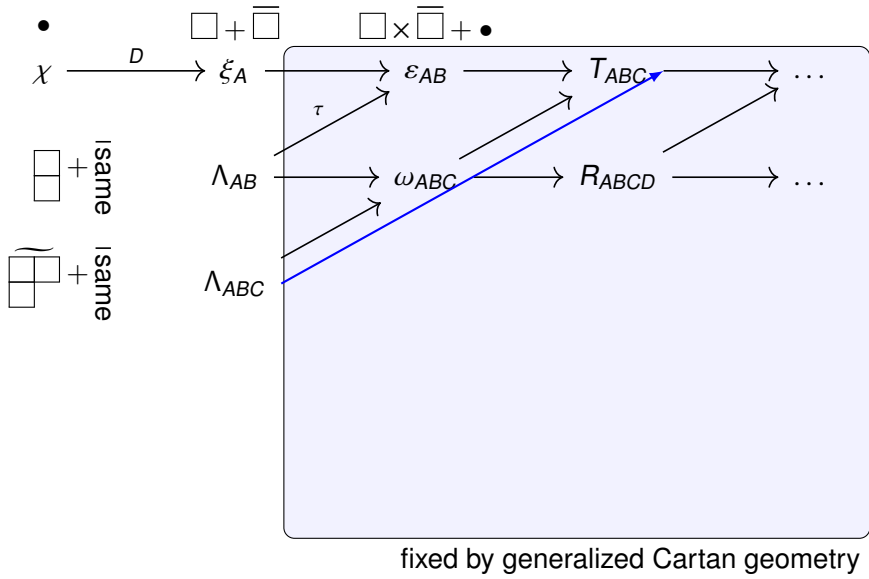 • □ + □̅ □ × □̅ + •
χ D ξ_A ε_AB T_ABC …
τ
+ same Λ_AB ω_ABC R_ABCD …
+ same Λ_ABC
fixed by generalized Cartan geometry